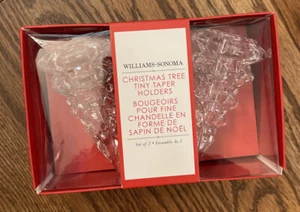 WILLIAMS-SONOMA
CHRISTMAS TREE
TINY TAPER
HOLDERS
BOUGEOIRS
POUR FINE
CHANDELLE EN
FORME DE
SAPIN DE NOËL
Set of 2 • Ensemble de 2